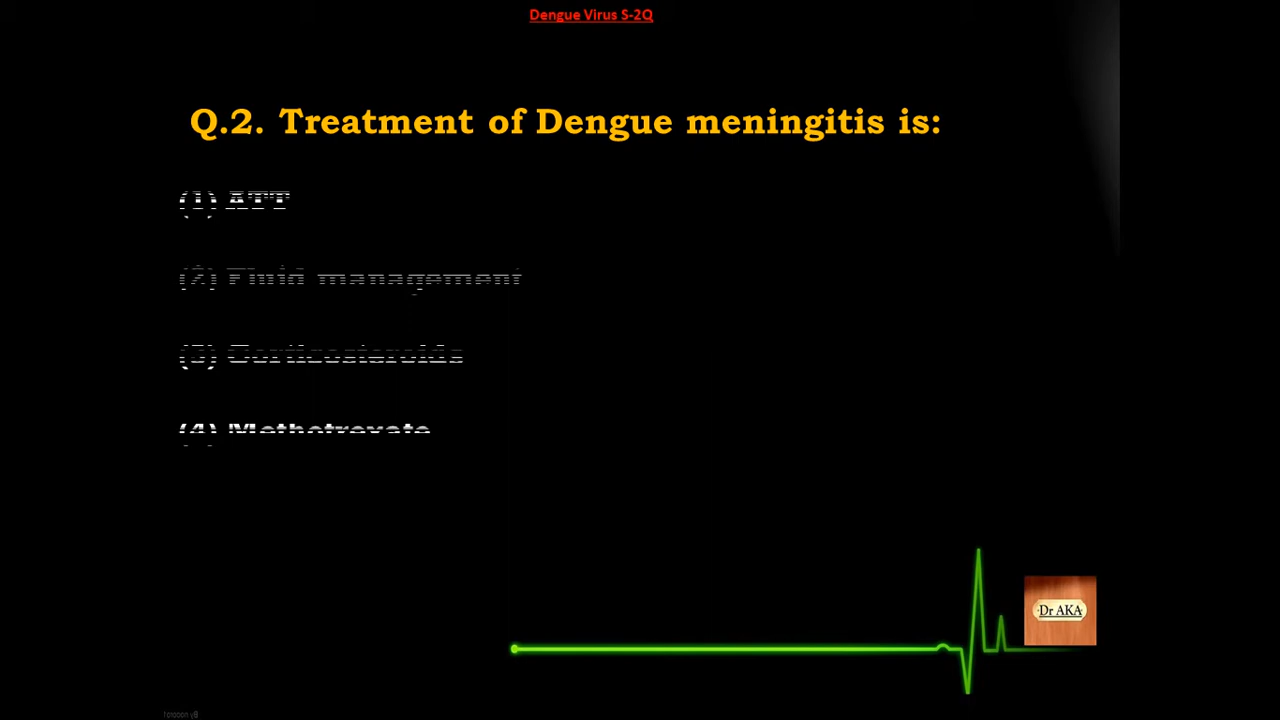 Dengue Virus S-2Q
Q.2. Treatment of Dengue meningitis is:
(1) ATT
(2) Fluid management
(3) Corticosteroids
(4) Methotrexate
Dr AKA